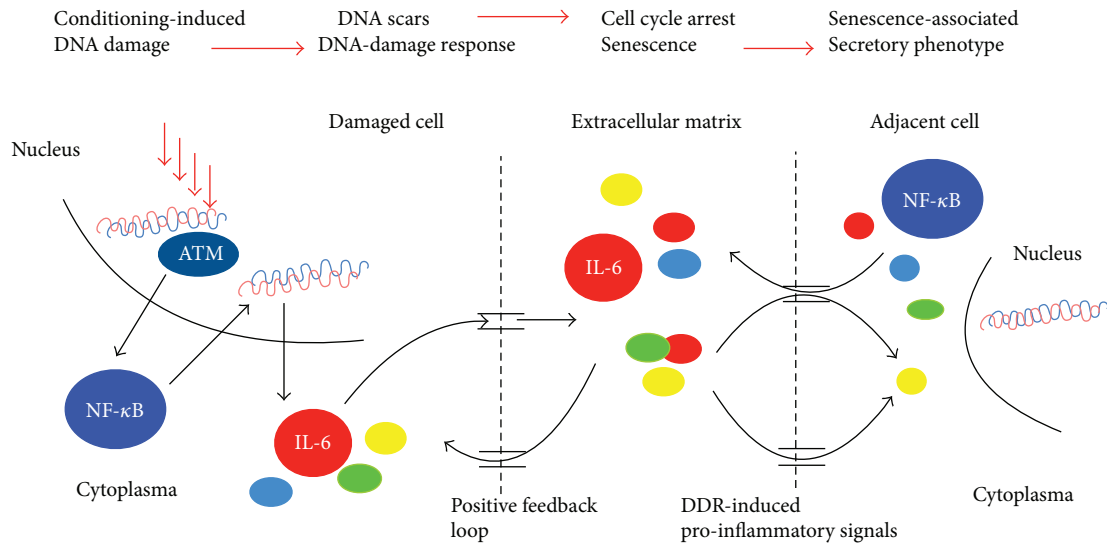 Conditioning-induced
DNA damage
DNA scars
DNA-damage response
Cell cycle arrest
Senescence
Senescence-associated
Secretory phenotype
Damaged cell
Extracellular matrix
Adjacent cell
Nucleus
ATM
NF-κB
IL-6
Cytoplasma
IL-6
NF-κB
Nucleus
Cytoplasma
Positive feedback
loop
DDR-induced
pro-inflammatory signals